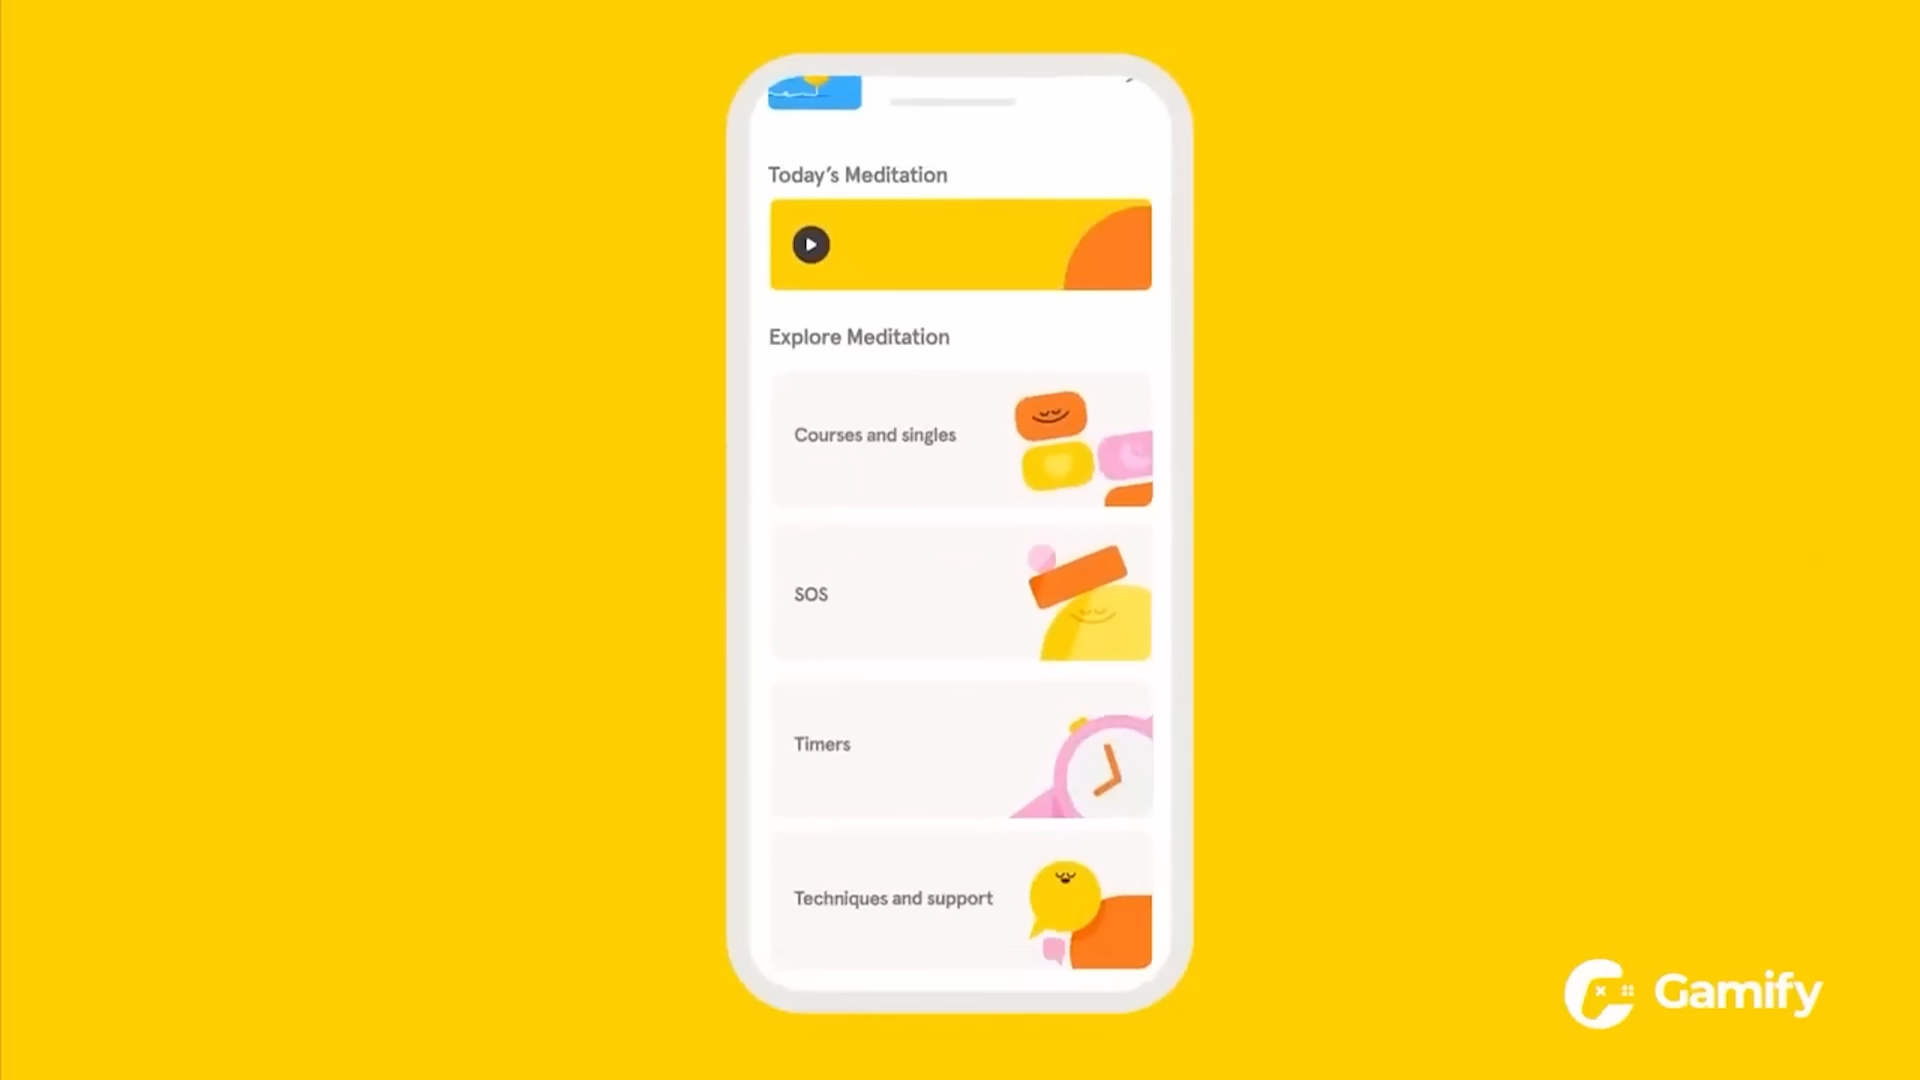 Today's Meditation
Explore Meditation
Courses and singles
SOS
Timers
Techniques and support
Gamify